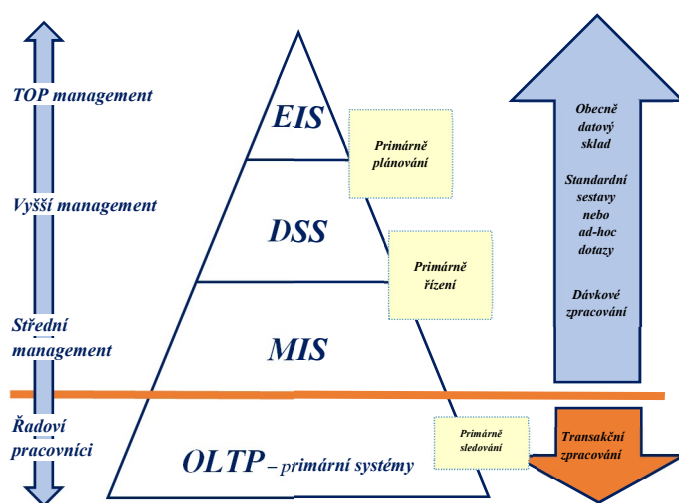 TOP management
Vyšší management
Střední
management
Řadoví
pracovníci
EIS
DSS
MIS
OLTP – primární systémy
Primárně
plánování
Primárně
řízení
Primárně
sledování
Obecně
datový
sklad
Standardní
sestavy
nebo
ad-hoc
dotazy
Dávkové
zpracování
Transakční
zpracování